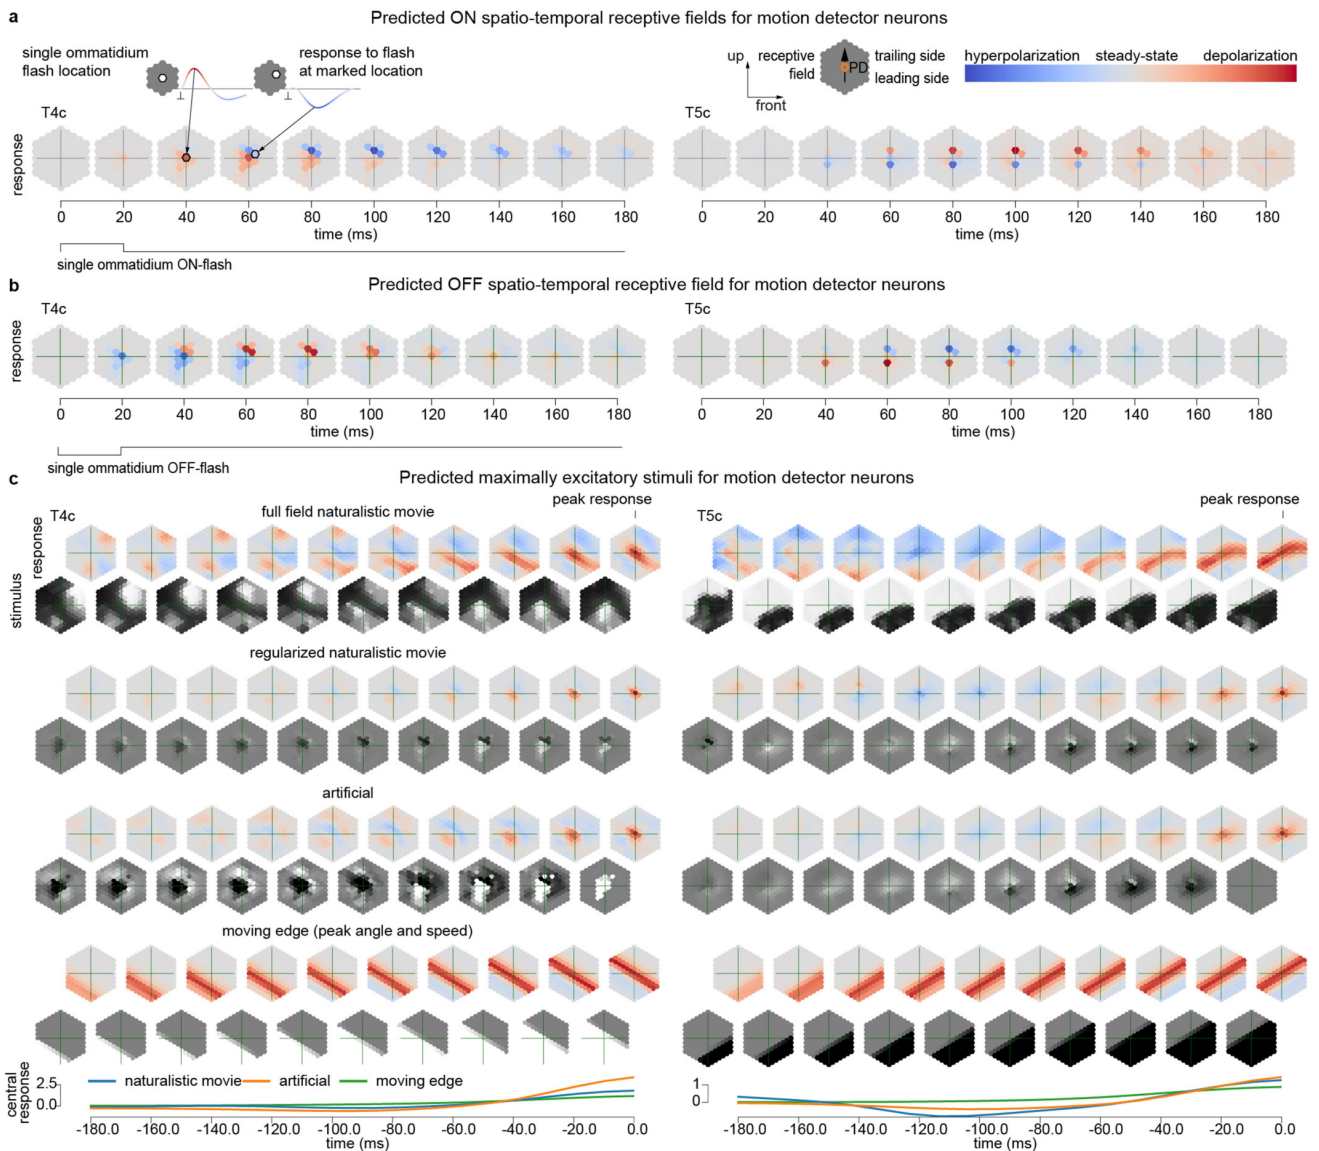 a
Predicted ON spatio-temporal receptive fields for motion detector neurons
single ommatidium
flash location
response to flash
at marked location
up
front
receptive
field
PD
trailing side
leading side
hyperpolarization steady-state depolarization
T4c
T5c
response
0 20 40 60 80 100 120 140 160 180
time (ms)
0 20 40 60 80 100 120 140 160 180
time (ms)
single ommatidium ON-flash
b
Predicted OFF spatio-temporal receptive field for motion detector neurons
T4c
T5c
response
0 20 40 60 80 100 120 140 160 180
time (ms)
0 20 40 60 80 100 120 140 160 180
time (ms)
single ommatidium OFF-flash
c
Predicted maximally excitatory stimuli for motion detector neurons
T4c
full field naturalistic movie
peak response
T5c
peak response
response
stimulus
regularized naturalistic movie
artificial
moving edge (peak angle and speed)
central
response
2.5
0.0
naturalistic movie artificial moving edge
1
0
-180.0 -160.0 -140.0 -120.0 -100.0 -80.0 -60.0 -40.0 -20.0 0.0
time (ms)
-180.0 -160.0 -140.0 -120.0 -100.0 -80.0 -60.0 -40.0 -20.0 0.0
time (ms)